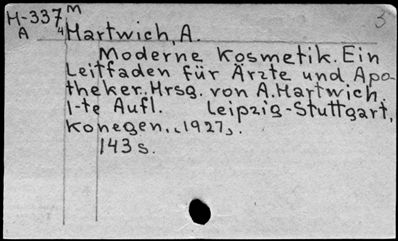 M-337 M 5
A 4 Hartwich, A.
Moderne Kosmetik. Ein
Leitfaden für Ärzte und Apo-
theker. Hrsg. von A. Hartwich.
1-te Aufl. Leipzig-Stuttgart,
Konegen, [1927].
143 s.